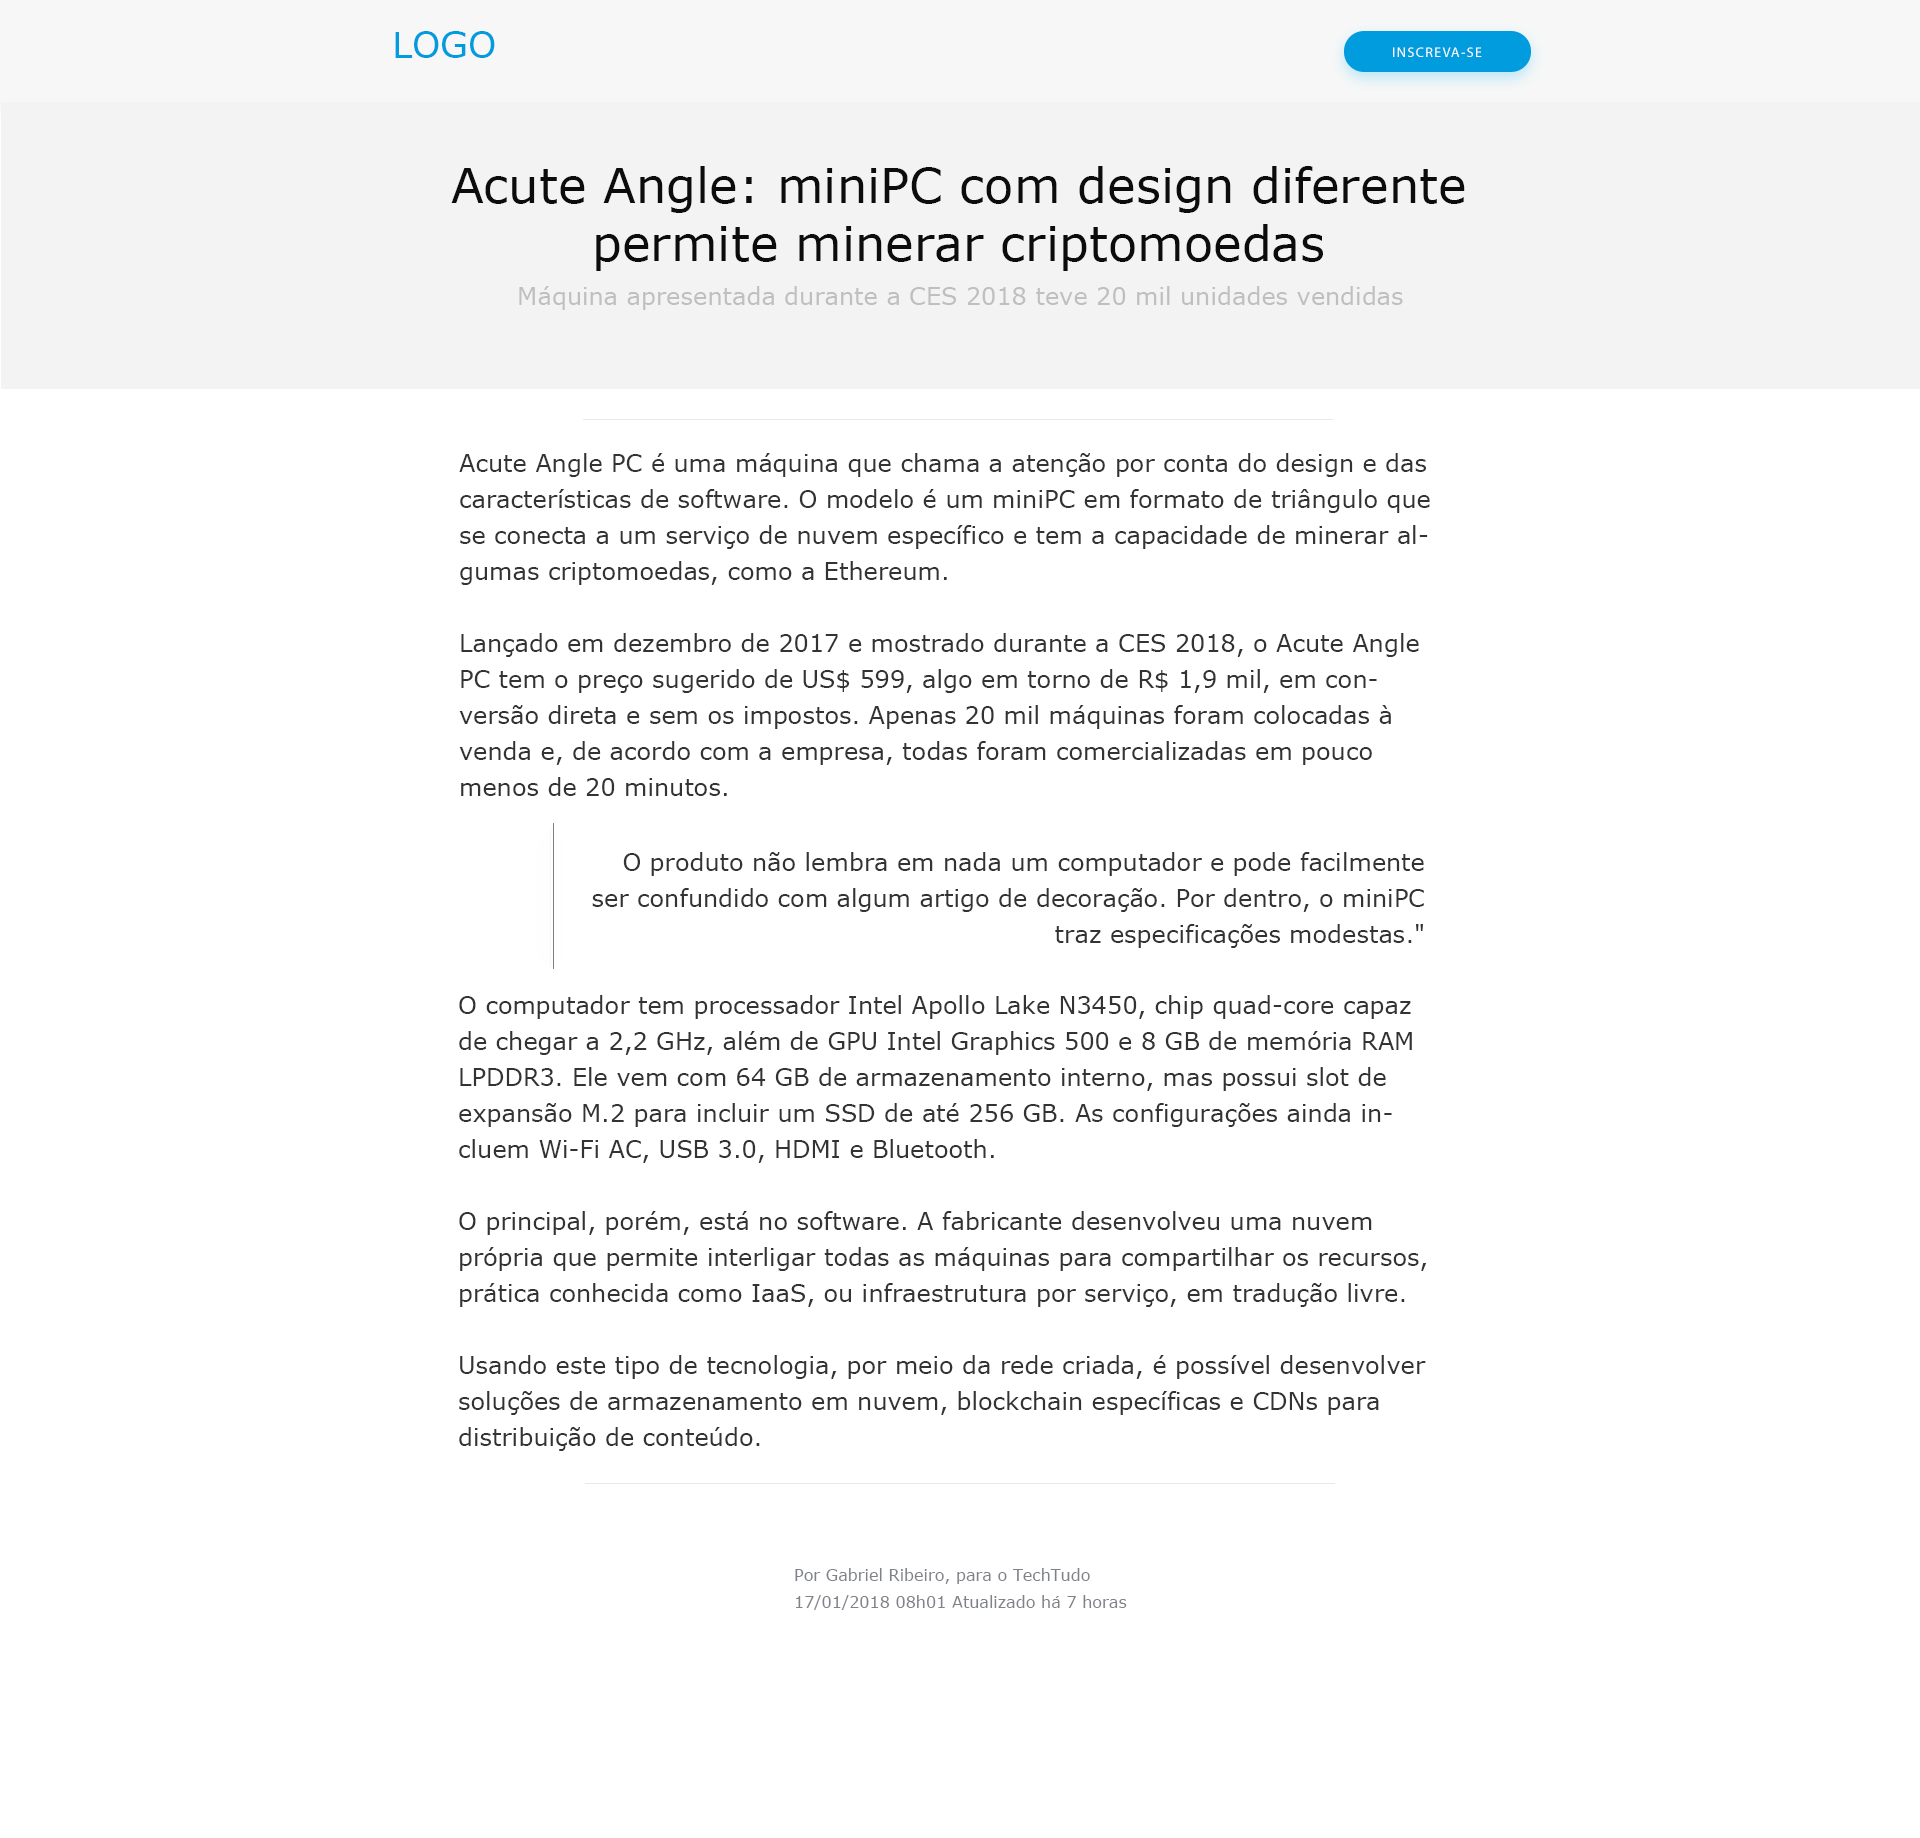 LOGO
INSCREVA-SE
Acute Angle: miniPC com design diferente
permite minerar criptomoedas
Máquina apresentada durante a CES 2018 teve 20 mil unidades vendidas
Acute Angle PC é uma máquina que chama a atenção por conta do design e das
características de software. O modelo é um miniPC em formato de triângulo que
se conecta a um serviço de nuvem específico e tem a capacidade de minerar al-
gumas criptomoedas, como a Ethereum.
Lançado em dezembro de 2017 e mostrado durante a CES 2018, o Acute Angle
PC tem o preço sugerido de US$ 599, algo em torno de R$ 1,9 mil, em con-
versão direta e sem os impostos. Apenas 20 mil máquinas foram colocadas à
venda e, de acordo com a empresa, todas foram comercializadas em pouco
menos de 20 minutos.
O produto não lembra em nada um computador e pode facilmente
ser confundido com algum artigo de decoração. Por dentro, o miniPC
traz especificações modestas."
O computador tem processador Intel Apollo Lake N3450, chip quad-core capaz
de chegar a 2,2 GHz, além de GPU Intel Graphics 500 e 8 GB de memória RAM
LPDDR3. Ele vem com 64 GB de armazenamento interno, mas possui slot de
expansão M.2 para incluir um SSD de até 256 GB. As configurações ainda in-
cluem Wi-Fi AC, USB 3.0, HDMI e Bluetooth.
O principal, porém, está no software. A fabricante desenvolveu uma nuvem
própria que permite interligar todas as máquinas para compartilhar os recursos,
prática conhecida como IaaS, ou infraestrutura por serviço, em tradução livre.
Usando este tipo de tecnologia, por meio da rede criada, é possível desenvolver
soluções de armazenamento em nuvem, blockchain específicas e CDNs para
distribuição de conteúdo.
Por Gabriel Ribeiro, para o TechTudo
17/01/2018 08h01 Atualizado há 7 horas